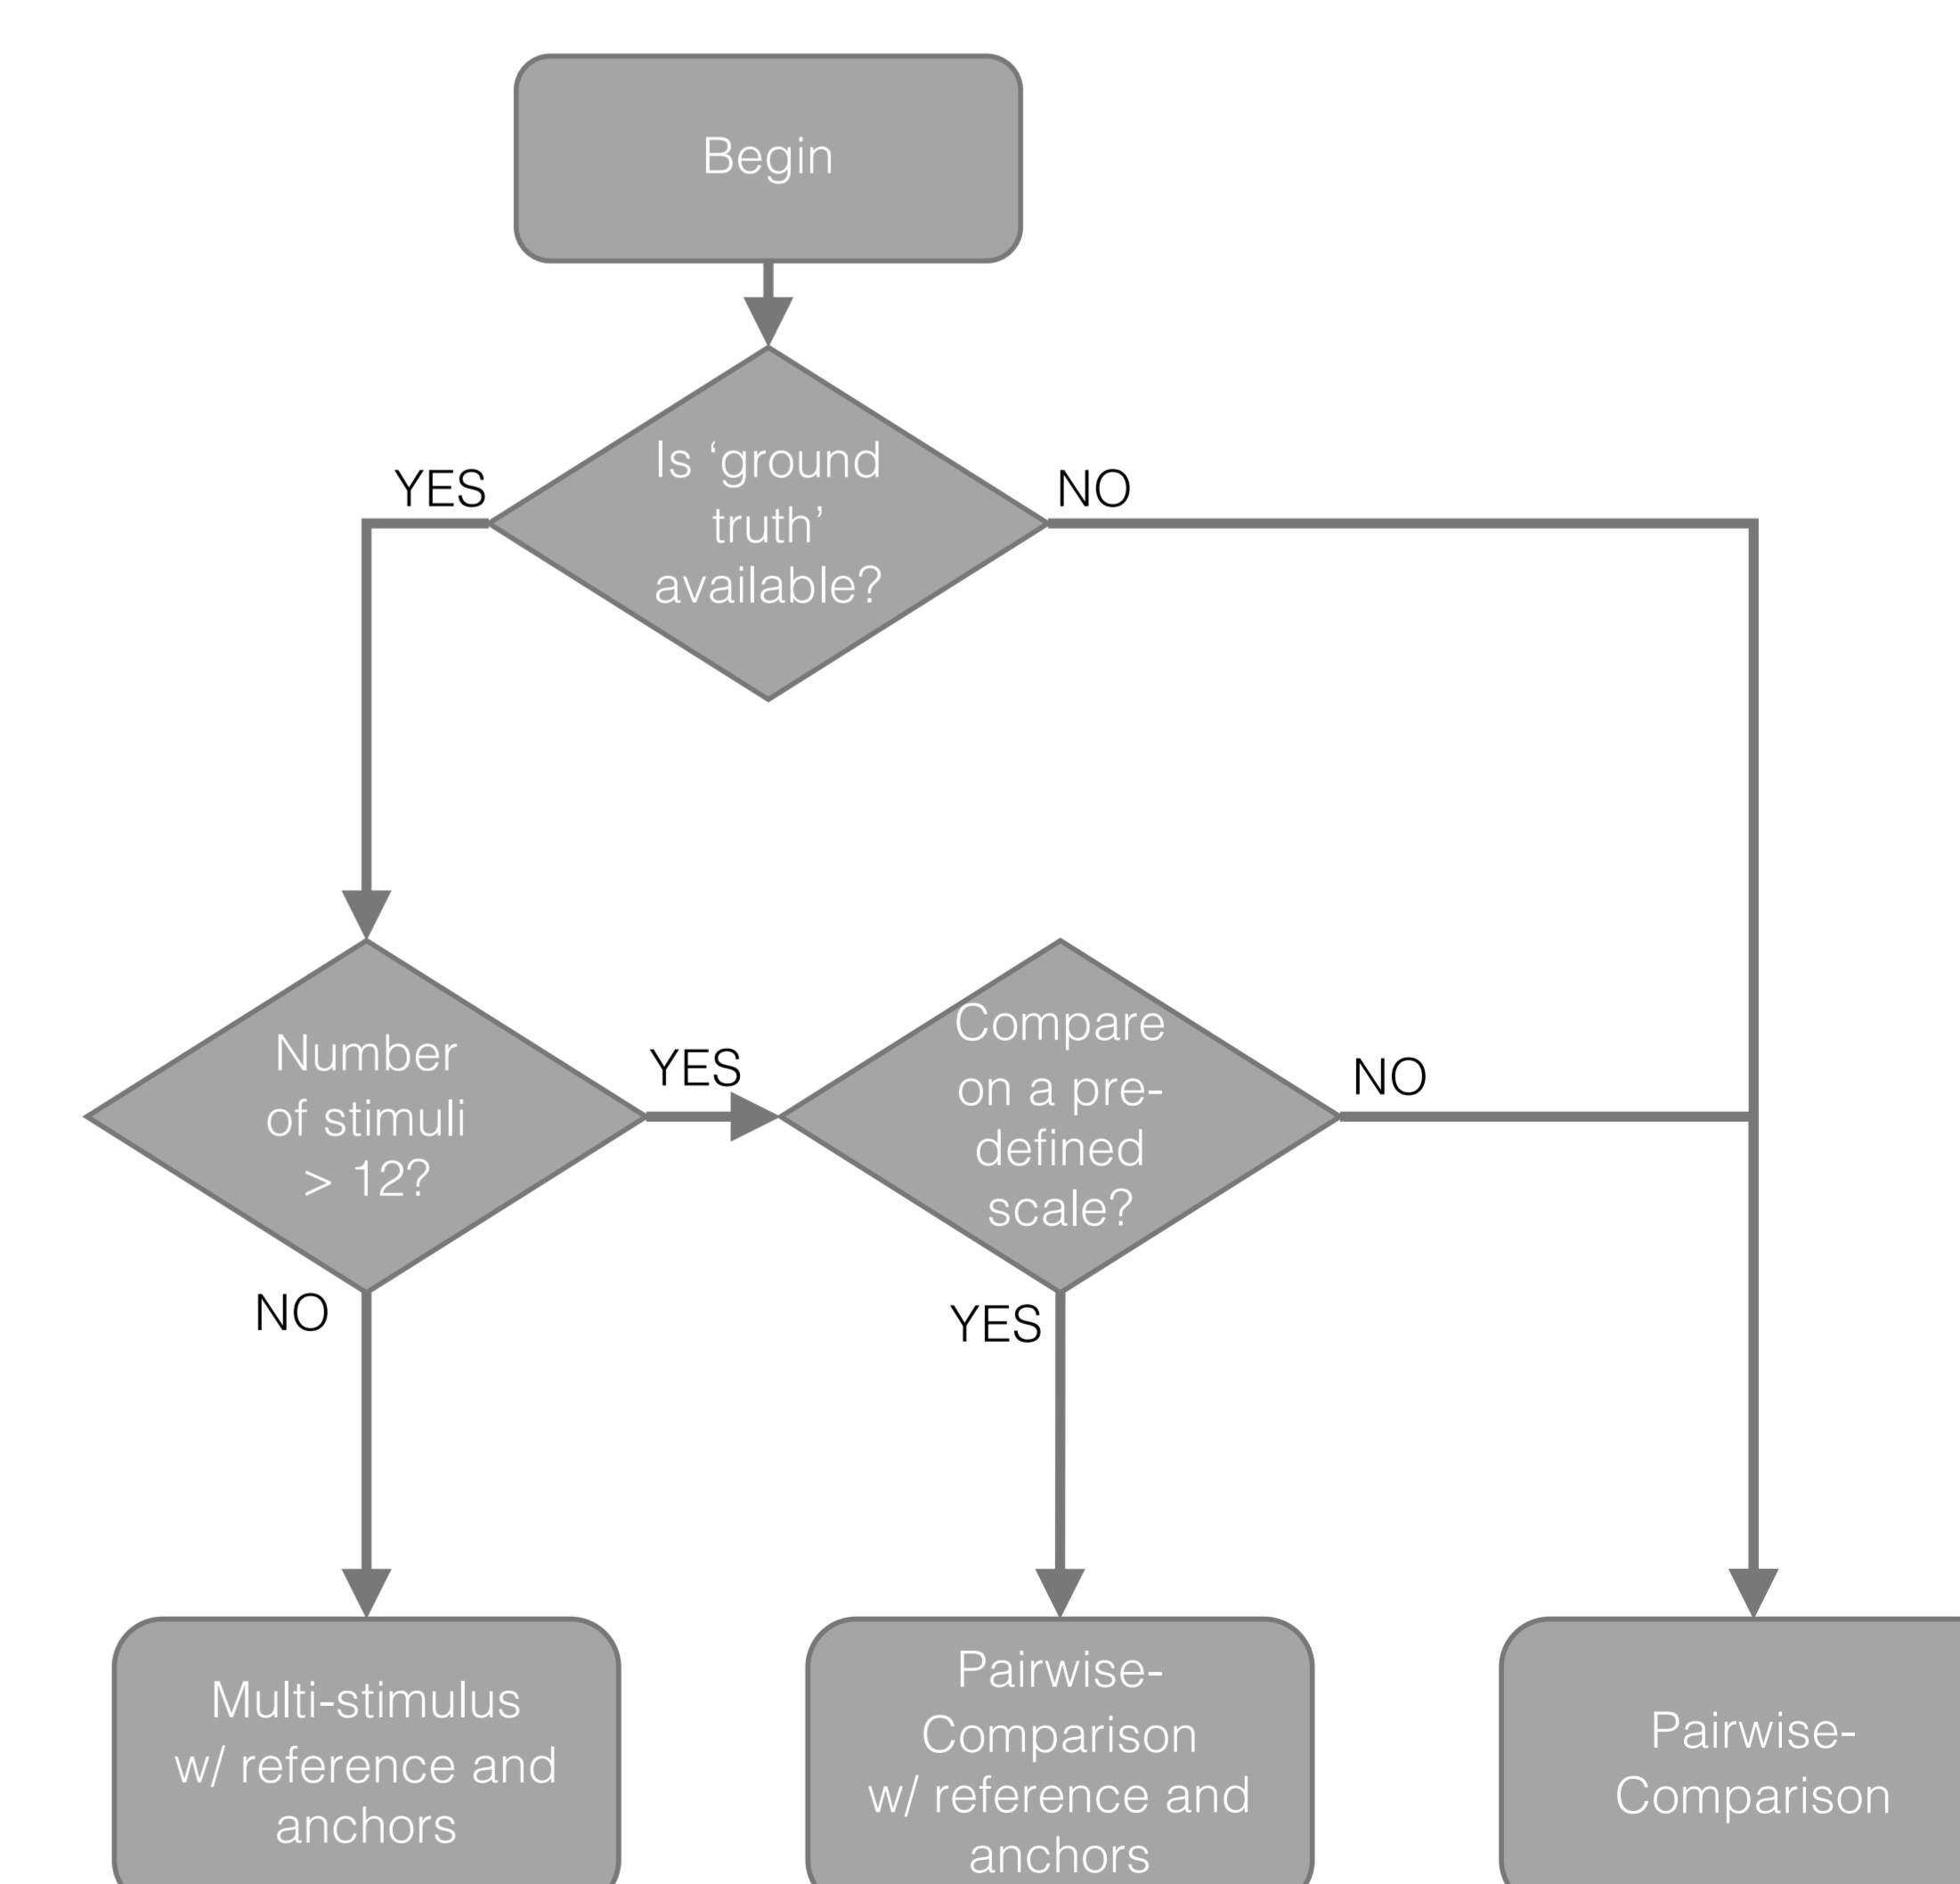 Begin
Is ‘ground
truth’
available?
YES
NO
Number
of stimuli
> 12?
YES
Compare
on a pre-
defined
scale?
NO
NO
YES
Multi-stimulus
w/ reference and
anchors
Pairwise-
Comparison
w/ reference and
anchors
Pairwise-
Comparison